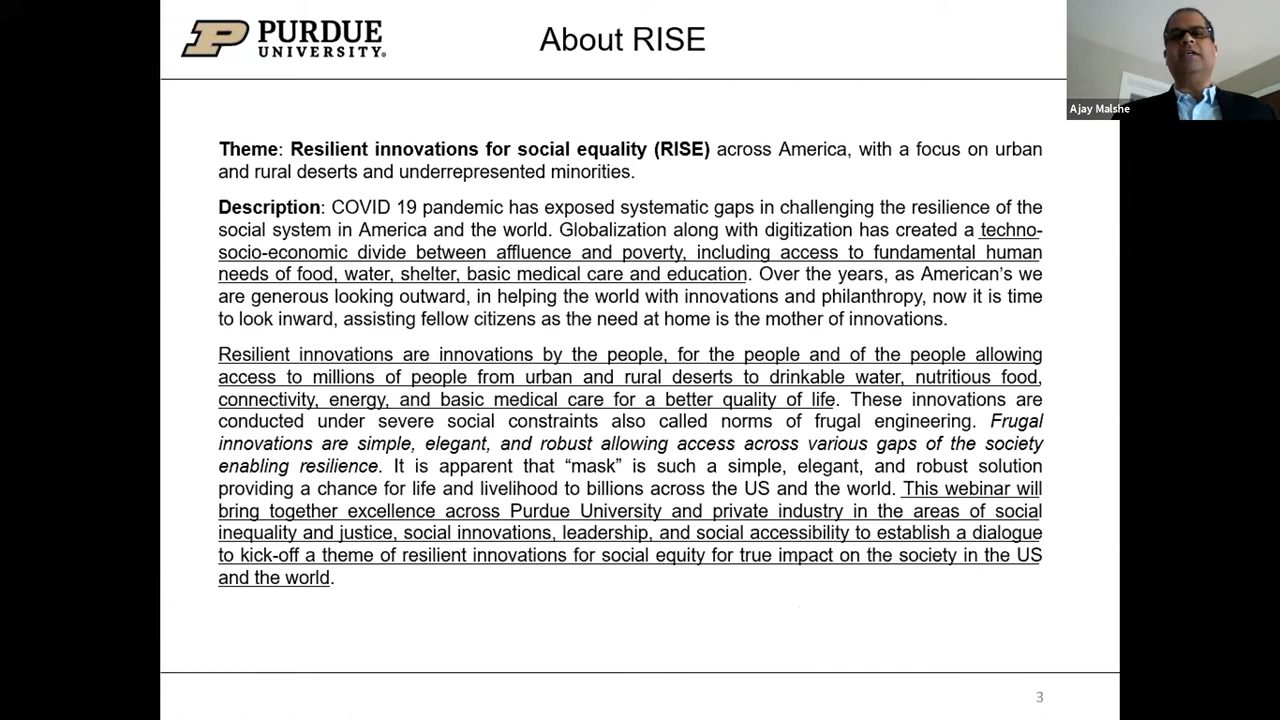 PURDUE
UNIVERSITY®
About RISE
Ajay Malshe
Theme: Resilient innovations for social equality (RISE) across America, with a focus on urban
and rural deserts and underrepresented minorities.
Description: COVID 19 pandemic has exposed systematic gaps in challenging the resilience of the
social system in America and the world. Globalization along with digitization has created a techno-
socio-economic divide between affluence and poverty, including access to fundamental human
needs of food, water, shelter, basic medical care and education. Over the years, as American's we
are generous looking outward, in helping the world with innovations and philanthropy, now it is time
to look inward, assisting fellow citizens as the need at home is the mother of innovations.
Resilient innovations are innovations by the people, for the people and of the people allowing
access to millions of people from urban and rural deserts to drinkable water, nutritious food,
connectivity, energy, and basic medical care for a better quality of life. These innovations are
conducted under severe social constraints also called norms of frugal engineering. Frugal
innovations are simple, elegant, and robust allowing access across various gaps of the society
enabling resilience. It is apparent that “mask” is such a simple, elegant, and robust solution
providing a chance for life and livelihood to billions across the US and the world. This webinar will
bring together excellence across Purdue University and private industry in the areas of social
inequality and justice, social innovations, leadership, and social accessibility to establish a dialogue
to kick-off a theme of resilient innovations for social equity for true impact on the society in the US
and the world.
3